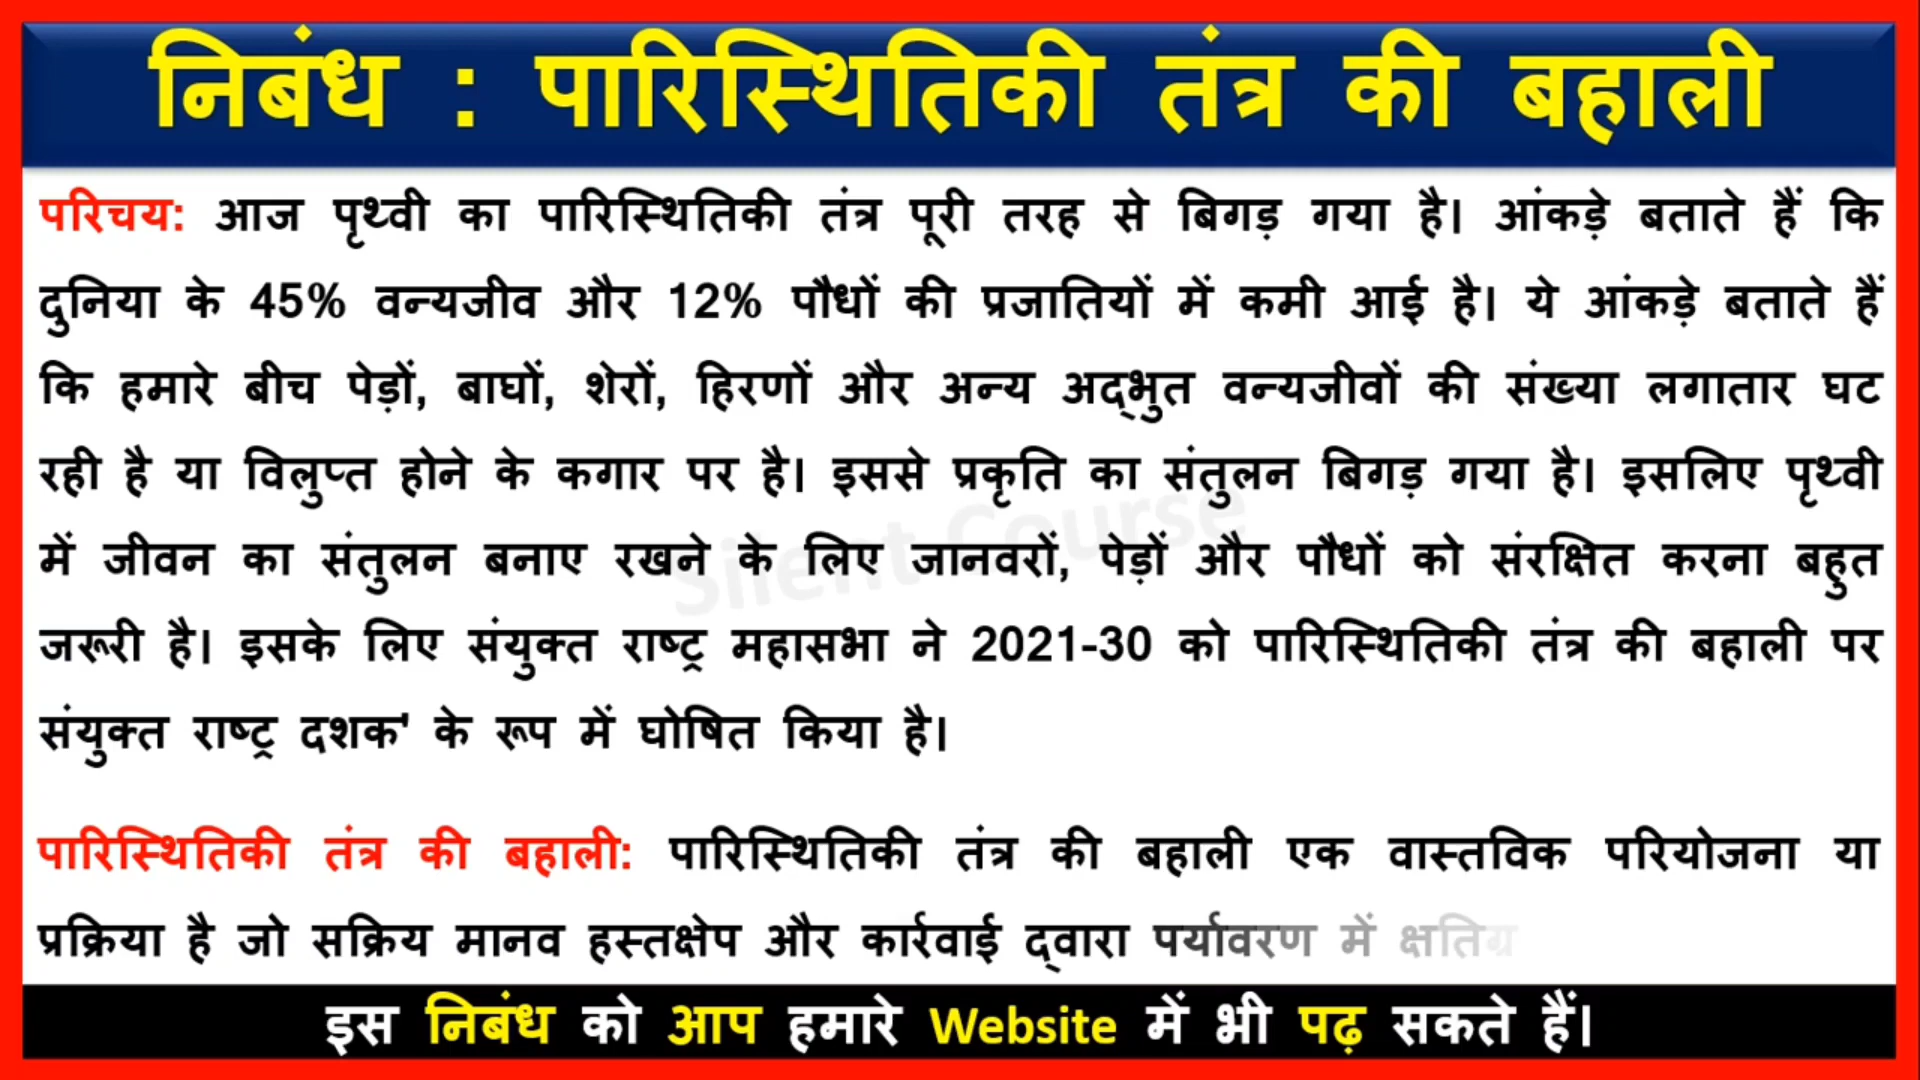 निबंध : पारिस्थितिकी तंत्र की बहाली
परिचय: आज पृथ्वी का पारिस्थितिकी तंत्र पूरी तरह से बिगड़ गया है। आंकड़े बताते हैं कि
दुनिया के 45% वन्यजीव और 12% पौधों की प्रजातियों में कमी आई है। ये आंकड़े बताते हैं
कि हमारे बीच पेड़ों, बाघों, शेरों, हिरणों और अन्य अद्भुत वन्यजीवों की संख्या लगातार घट
रही है या विलुप्त होने के कगार पर है। इससे प्रकृति का संतुलन बिगड़ गया है। इसलिए पृथ्वी
में जीवन का संतुलन बनाए रखने के लिए जानवरों, पेड़ों और पौधों को संरक्षित करना बहुत
जरूरी है। इसके लिए संयुक्त राष्ट्र महासभा ने 2021-30 को पारिस्थितिकी तंत्र की बहाली पर
संयुक्त राष्ट्र दशक' के रूप में घोषित किया है।
Silent Course
पारिस्थितिकी तंत्र की बहाली: पारिस्थितिकी तंत्र की बहाली एक वास्तविक परियोजना या
प्रक्रिया है जो सक्रिय मानव हस्तक्षेप और कार्रवाई द्वारा पर्यावरण में
इस निबंध को आप हमारे Website में भी पढ़ सकते हैं।